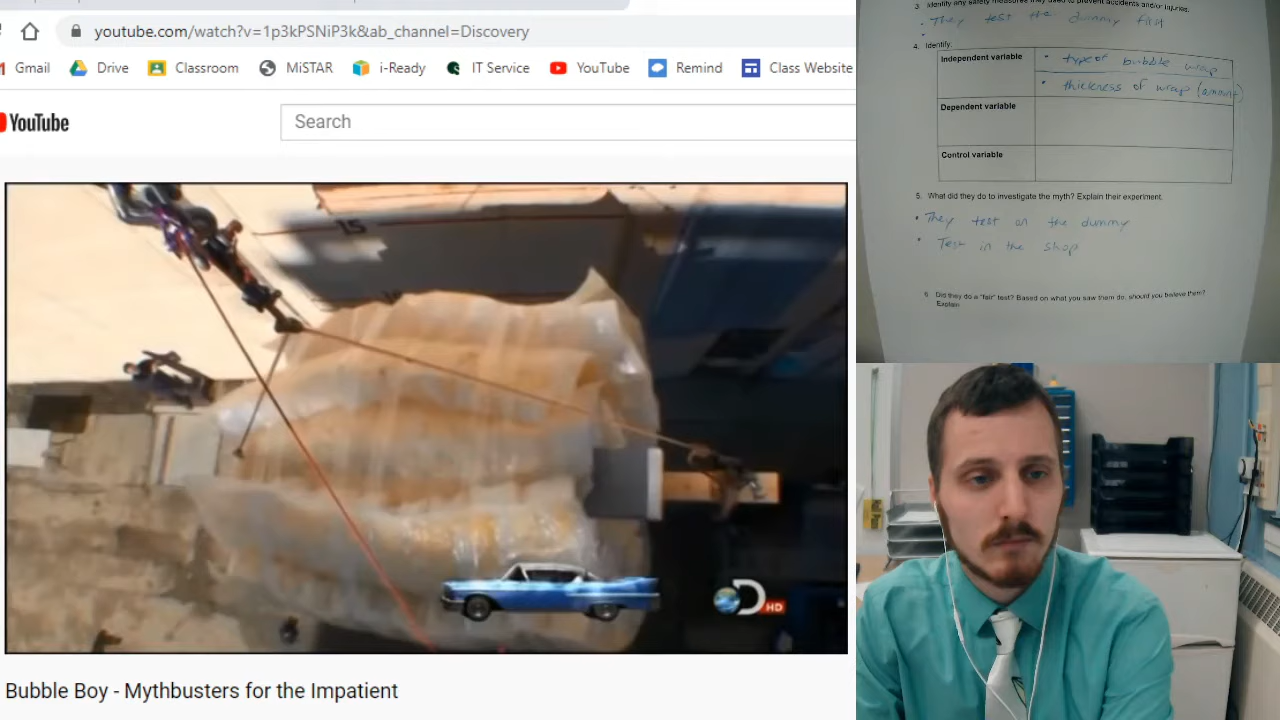 youtube.com/watch?v=1p3kPSNiP3k&ab_channel=Discovery
Gmail Drive Classroom MiSTAR i-Ready IT Service YouTube Remind Class Website
YouTube
Search
15
D HD
Bubble Boy - Mythbusters for the Impatient
3. Identify any safety measures they used to prevent accidents and/or injuries.
• They test the dummy first
•
4. Identify.
Independent variable
• type of bubble wrap
• thickness of wrap (amount)
Dependent variable
Control variable
5. What did they do to investigate the myth? Explain their experiment.
• They test on the dummy
• Test in the shop
6. Did they do a "fair" test? Based on what you saw them do, should you believe them?
Explain